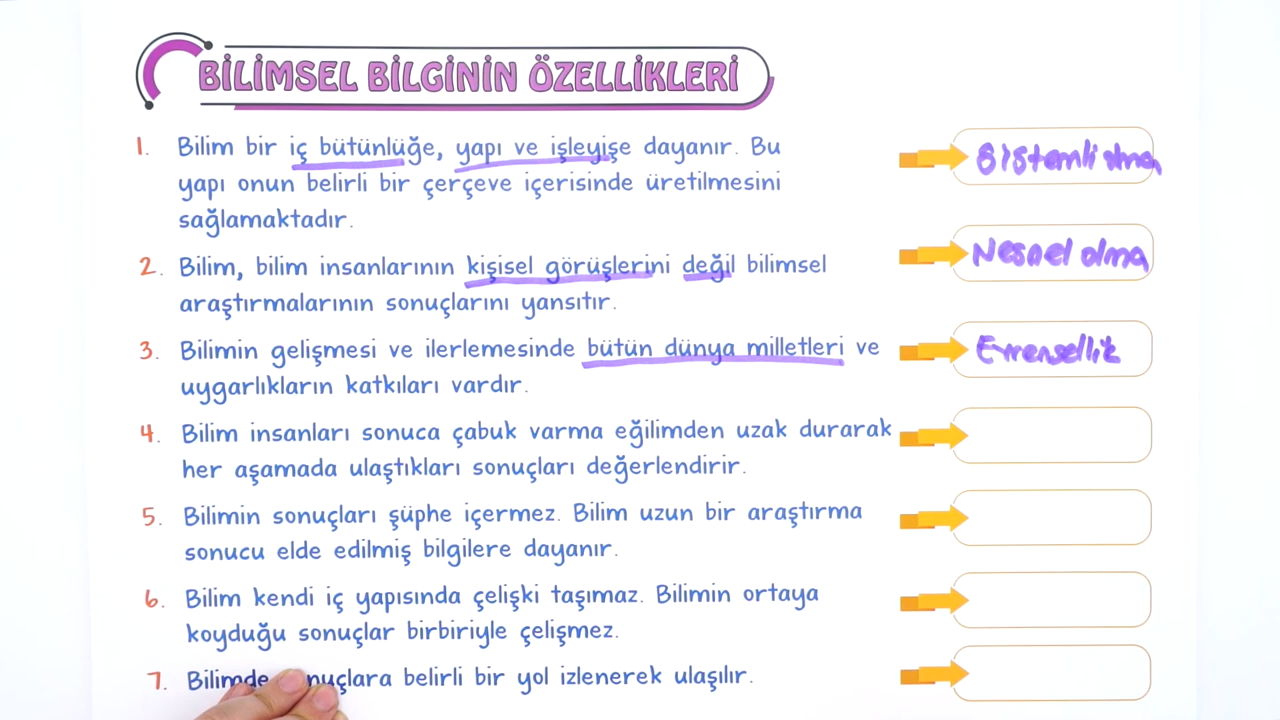 BİLİMSEL BİLGİNİN ÖZELLİKLERİ
1. Bilim bir iç bütünlüğe, yapı ve işleyişe dayanır. Bu
yapı onun belirli bir çerçeve içerisinde üretilmesini
sağlamaktadır.
Sistemli olma
2. Bilim, bilim insanlarının kişisel görüşlerini değil bilimsel
araştırmalarının sonuçlarını yansıtır.
Nesnel olma
3. Bilimin gelişmesi ve ilerlemesinde bütün dünya milletleri ve
uygarlıkların katkıları vardır.
Evrensellik
4. Bilim insanları sonuca çabuk varma eğilimden uzak durarak
her aşamada ulaştıkları sonuçları değerlendirir.
5. Bilimin sonuçları şüphe içermez. Bilim uzun bir araştırma
sonucu elde edilmiş bilgilere dayanır.
6. Bilim kendi iç yapısında çelişki taşımaz. Bilimin ortaya
koyduğu sonuçlar birbiriyle çelişmez.
7. Bilimde nuçlara belirli bir yol izlenerek ulaşılır.